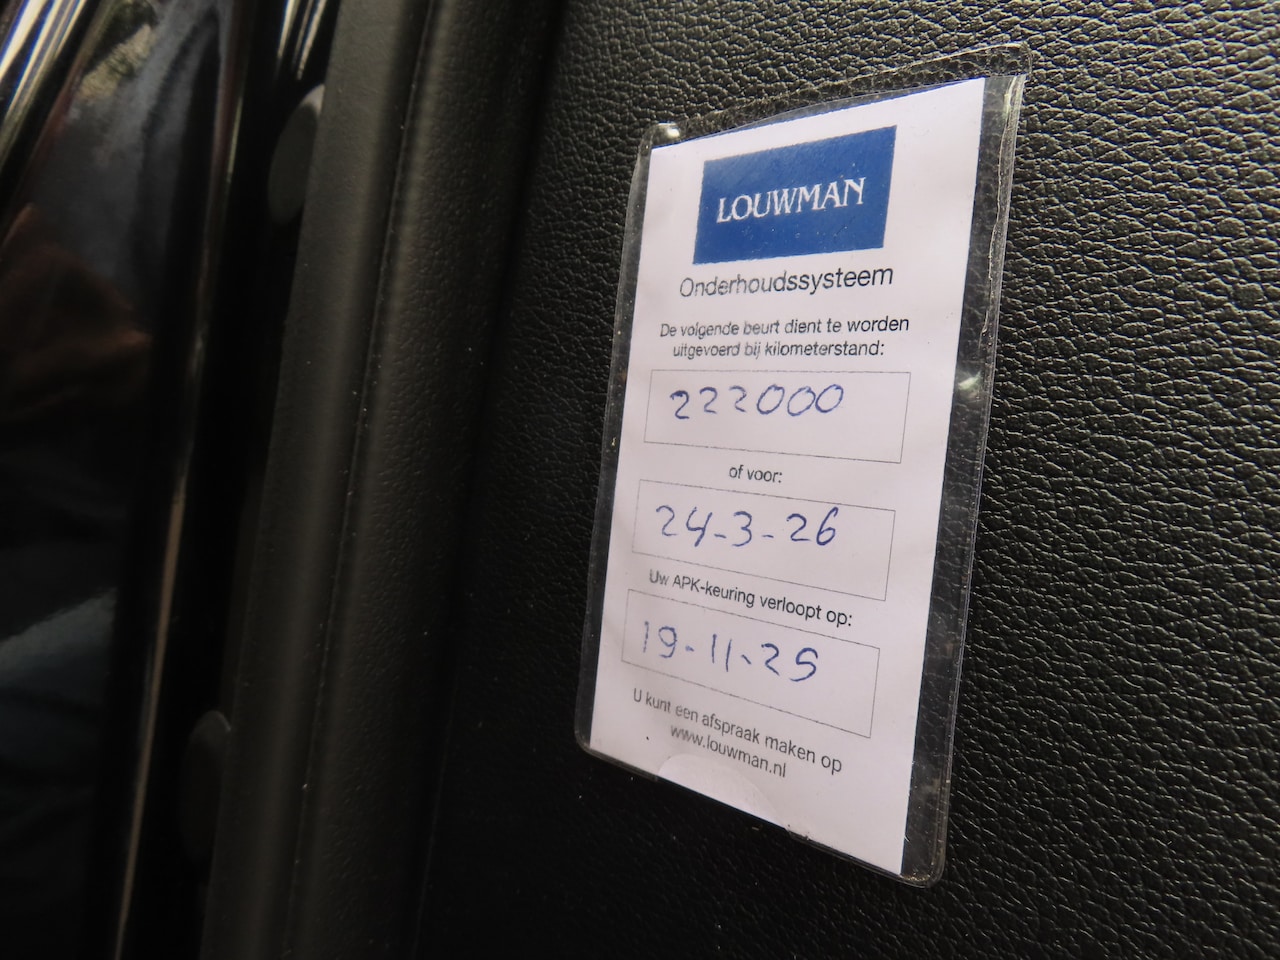 LOUWMAN
Onderhoudssysteem
De volgende beurt dient te worden
uitgevoerd bij kilometerstand:
222000
of voor:
24-3-26
Uw APK-keuring verloopt op:
19-11-25
U kunt een afspraak maken op
www.louwman.nl